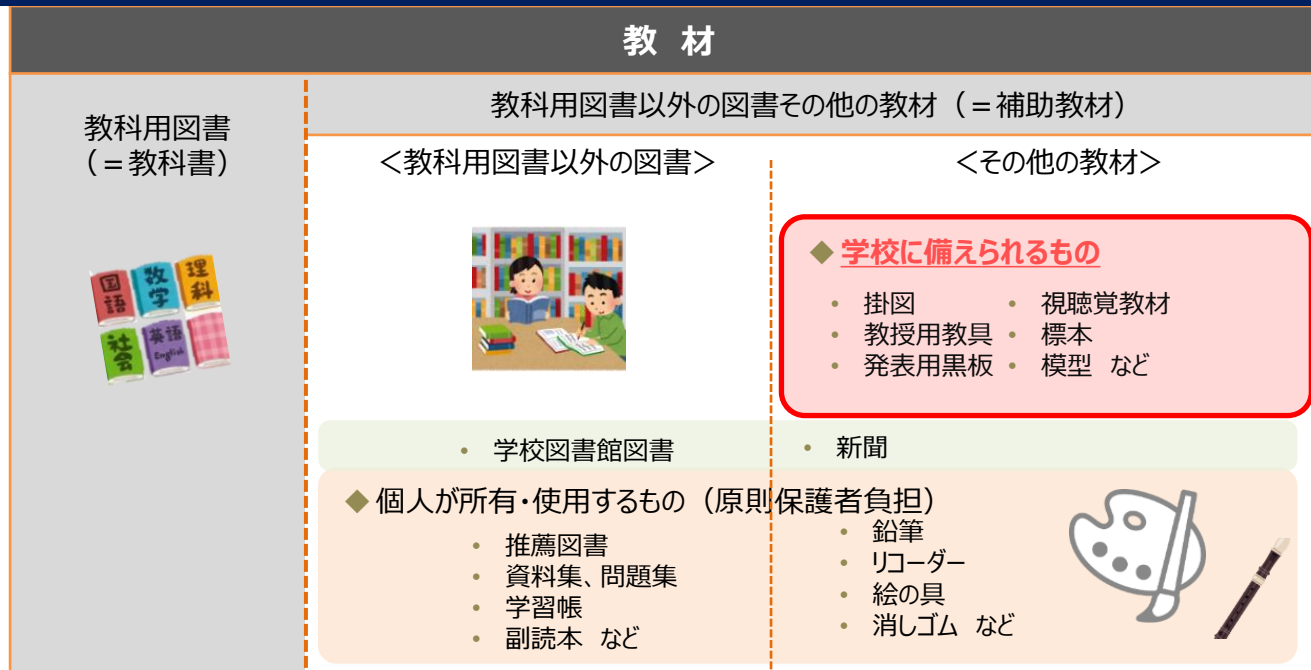 教 材
教科用図書
（＝教科書）
国語
数学
理科
社会
英語
English
教科用図書以外の図書その他の教材（＝補助教材）
＜教科用図書以外の図書＞
＜その他の教材＞
◆ 学校に備えられるもの
• 掛図
• 教授用教具
• 発表用黒板
• 視聴覚教材
• 標本
• 模型 など
• 学校図書館図書
• 新聞
◆ 個人が所有・使用するもの（原則保護者負担）
• 推薦図書
• 資料集、問題集
• 学習帳
• 副読本 など
• 鉛筆
• リコーダー
• 絵の具
• 消しゴム など